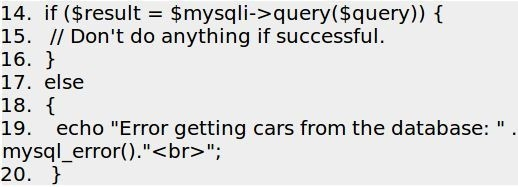 14. if ($result = $mysqli->query($query)) {
15. // Don't do anything if successful.
16. }
17. else
18. {
19. echo "Error getting cars from the database: " .
mysql_error()."<br>";
20. }